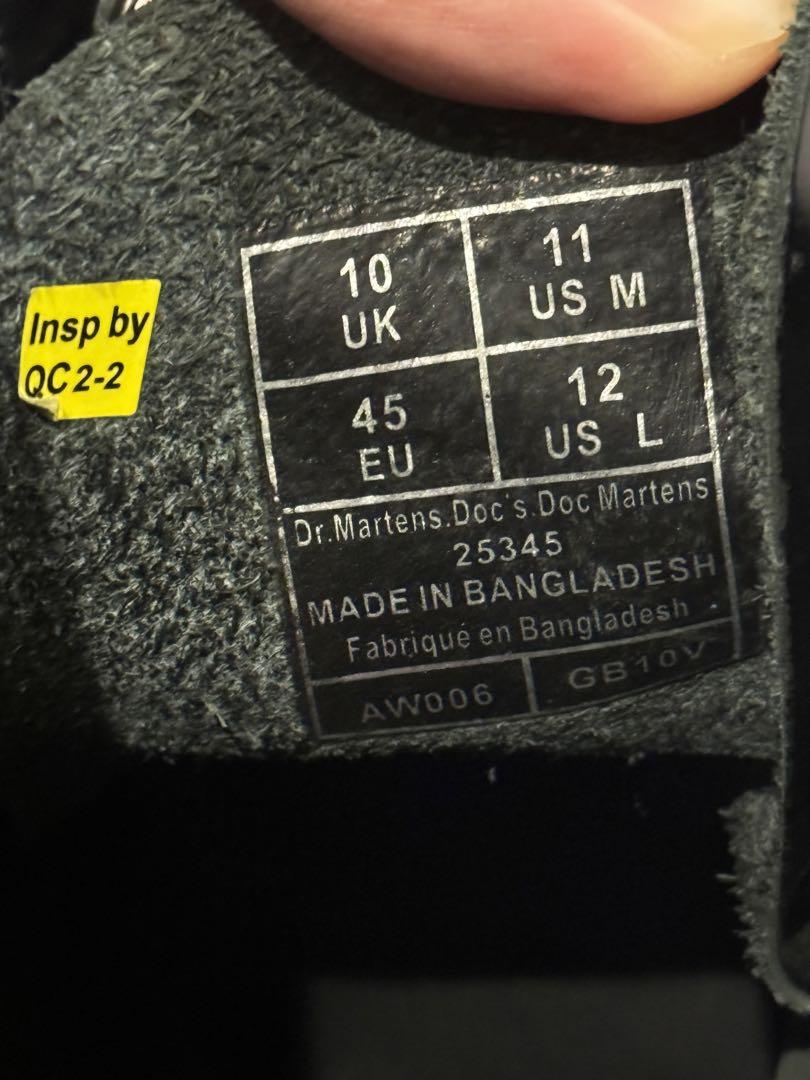 Insp by
QC 2-2
10
UK
11
US M
45
EU
12
US L
Dr.Martens.Doc's.Doc Martens
25345
MADE IN BANGLADESH
Fabriqué en Bangladesh
AW006
GB10V